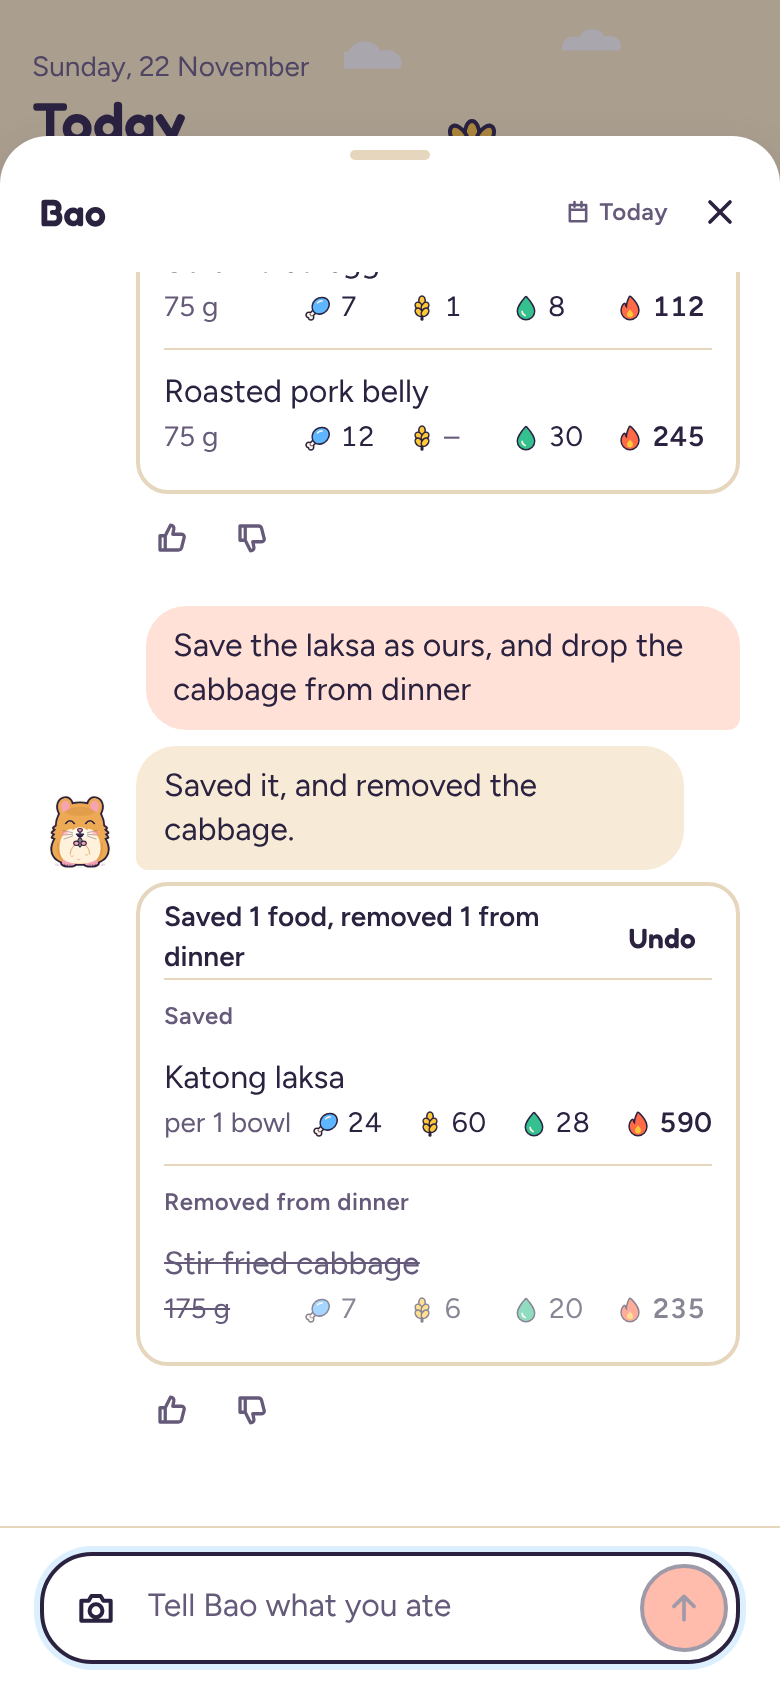 Sunday, 22 November
Today
Bao
Today
75 g 7 1 8 112
Roasted pork belly
75 g 12 – 30 245
Save the laksa as ours, and drop the
cabbage from dinner
Saved it, and removed the
cabbage.
Saved 1 food, removed 1 from
dinner
Undo
Saved
Katong laksa
per 1 bowl 24 60 28 590
Removed from dinner
Stir fried cabbage
175 g 7 6 20 235
Tell Bao what you ate